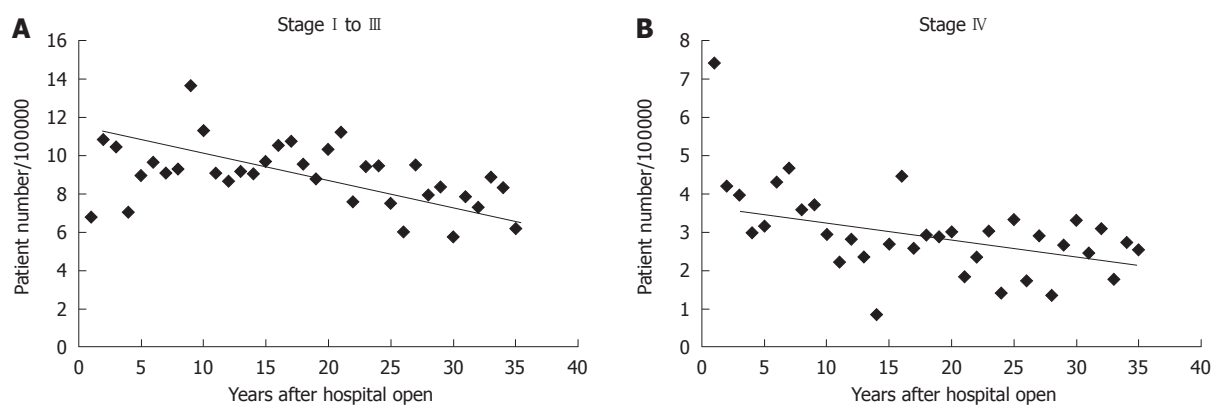 A
Stage Ⅰ to Ⅲ
Patient number/100000
16
14
12
10
8
6
4
2
0
0 5 10 15 20 25 30 35 40
Years after hospital open
B
Stage Ⅳ
Patient number/100000
8
7
6
5
4
3
2
1
0
0 5 10 15 20 25 30 35 40
Years after hospital open